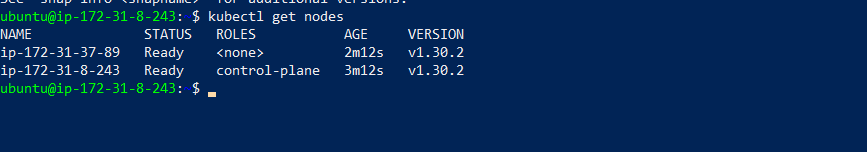 See 'snap info <snapname>' for additional versions.
ubuntu@ip-172-31-8-243: $ kubectl get nodes
NAME STATUS ROLES AGE VERSION
ip-172-31-37-89 Ready <none> 2m12s v1.30.2
ip-172-31-8-243 Ready control-plane 3m12s v1.30.2
ubuntu@ip-172-31-8-243: $